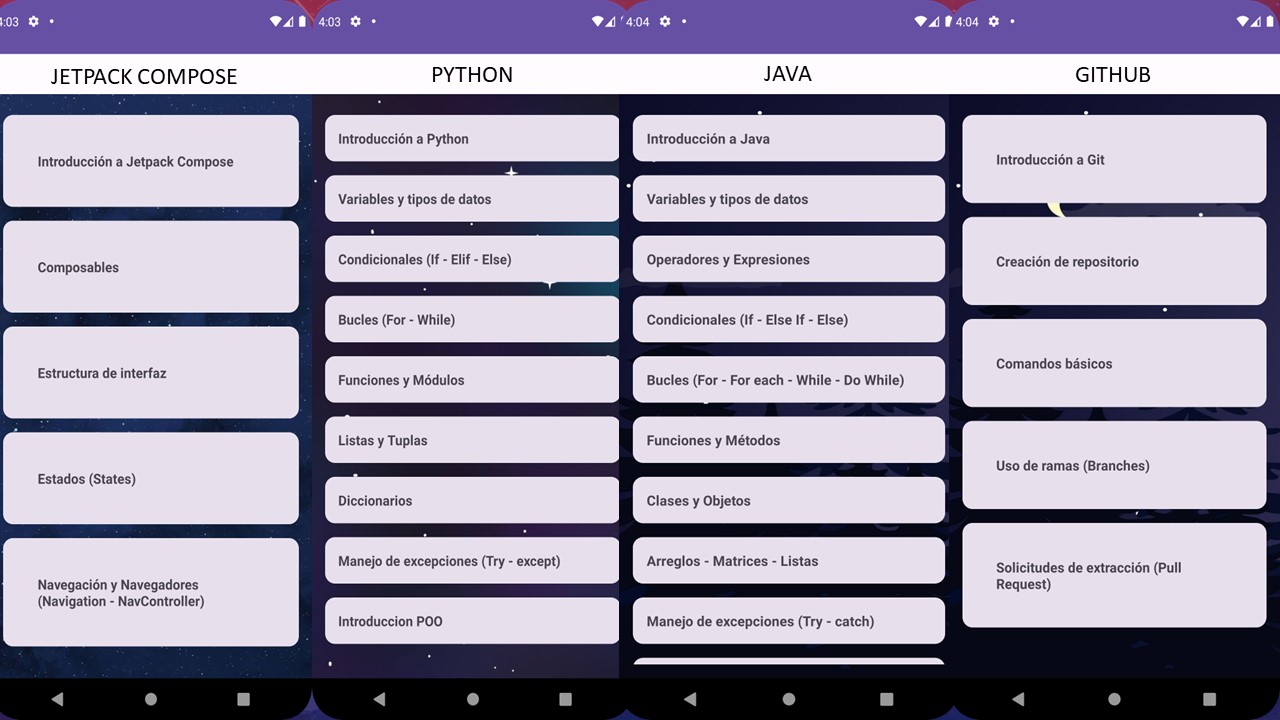 4:03
JETPACK COMPOSE
Introducción a Jetpack Compose
Composables
Estructura de interfaz
Estados (States)
Navegación y Navegadores
(Navigation - NavController)
4:03
PYTHON
Introducción a Python
Variables y tipos de datos
Condicionales (If - Elif - Else)
Bucles (For - While)
Funciones y Módulos
Listas y Tuplas
Diccionarios
Manejo de excepciones (Try - except)
Introduccion POO
4:04
JAVA
Introducción a Java
Variables y tipos de datos
Operadores y Expresiones
Condicionales (If - Else If - Else)
Bucles (For - For each - While - Do While)
Funciones y Métodos
Clases y Objetos
Arreglos - Matrices - Listas
Manejo de excepciones (Try - catch)
4:04
GITHUB
Introducción a Git
Creación de repositorio
Comandos básicos
Uso de ramas (Branches)
Solicitudes de extracción (Pull
Request)